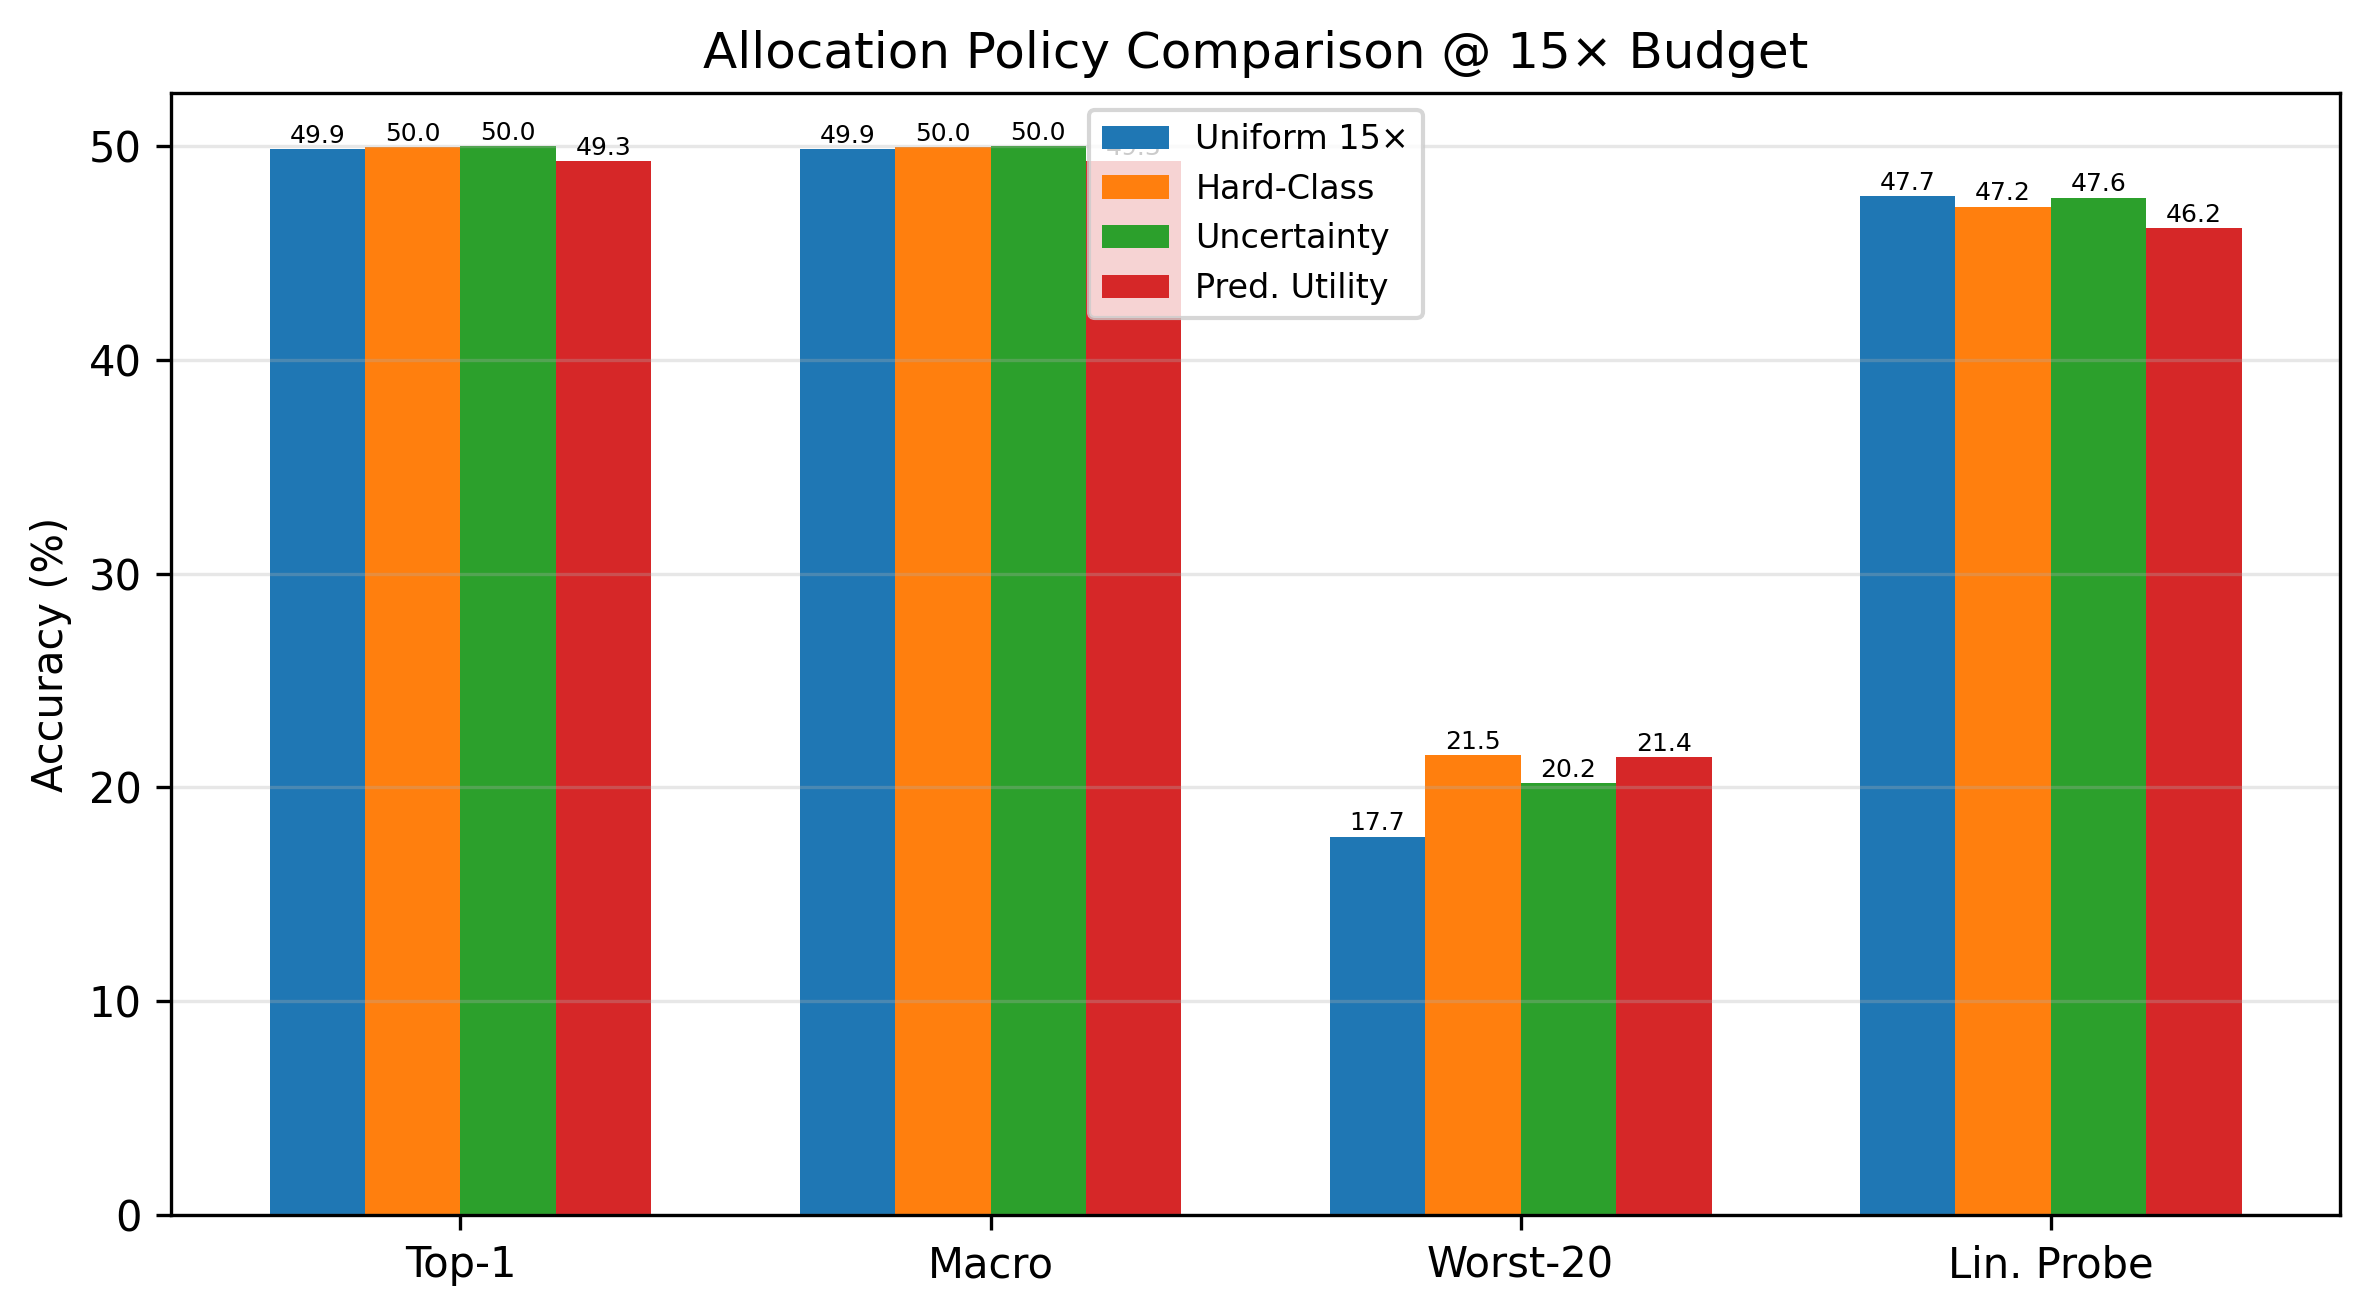 Allocation Policy Comparison @ 15× Budget
Accuracy (%)
50
40
30
20
10
0
49.9 50.0 50.0 49.3
49.9 50.0 50.0 49.3
17.7 21.5 20.2 21.4
47.7 47.2 47.6 46.2
Uniform 15×
Hard-Class
Uncertainty
Pred. Utility
Top-1 Macro Worst-20 Lin. Probe